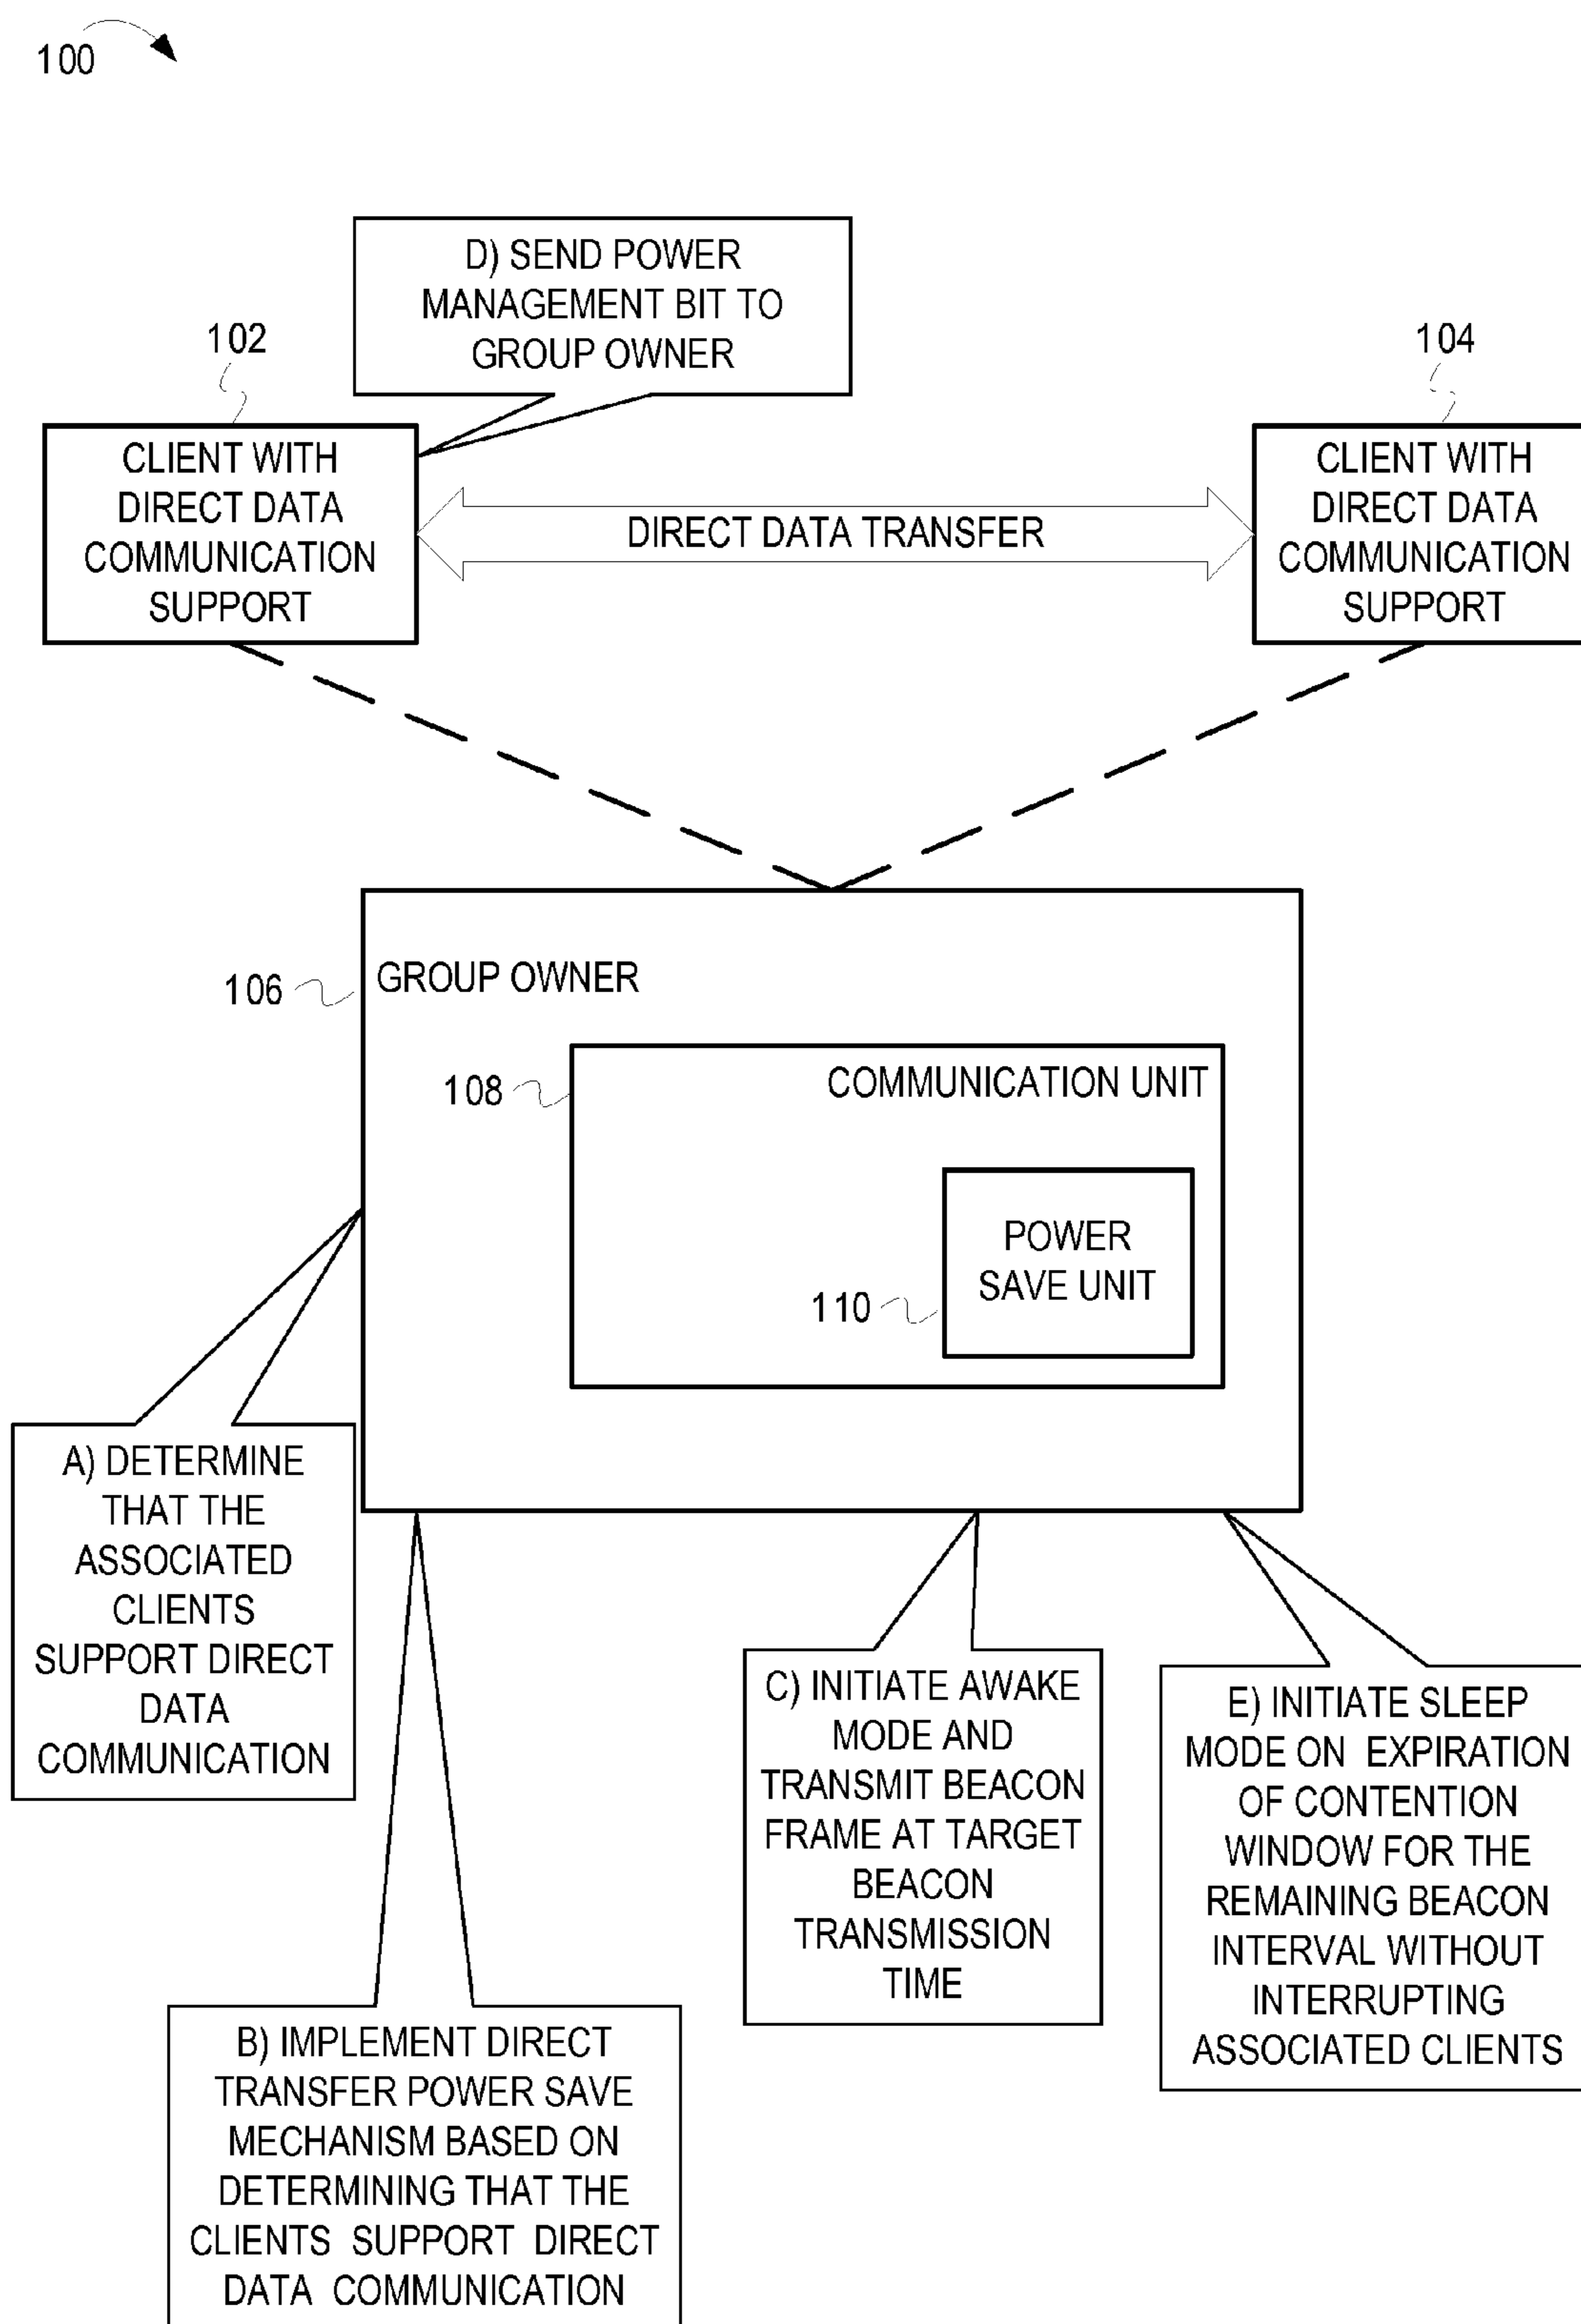 100
D) SEND POWER
MANAGEMENT BIT TO
GROUP OWNER
102
104
CLIENT WITH
DIRECT DATA
COMMUNICATION
SUPPORT
DIRECT DATA TRANSFER
CLIENT WITH
DIRECT DATA
COMMUNICATION
SUPPORT
106
GROUP OWNER
108
COMMUNICATION UNIT
110
POWER
SAVE UNIT
A) DETERMINE
THAT THE
ASSOCIATED
CLIENTS
SUPPORT DIRECT
DATA
COMMUNICATION
B) IMPLEMENT DIRECT
TRANSFER POWER SAVE
MECHANISM BASED ON
DETERMINING THAT THE
CLIENTS SUPPORT DIRECT
DATA COMMUNICATION
C) INITIATE AWAKE
MODE AND
TRANSMIT BEACON
FRAME AT TARGET
BEACON
TRANSMISSION
TIME
E) INITIATE SLEEP
MODE ON EXPIRATION
OF CONTENTION
WINDOW FOR THE
REMAINING BEACON
INTERVAL WITHOUT
INTERRUPTING
ASSOCIATED CLIENTS